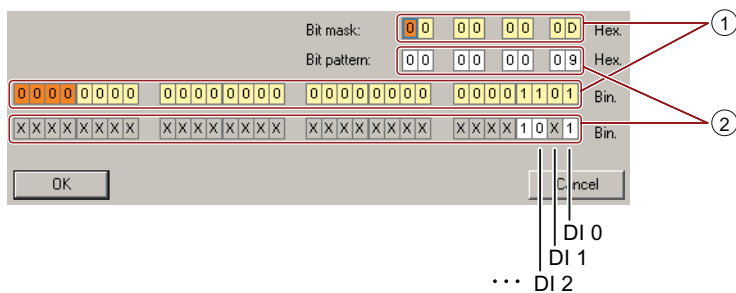 Bit mask: 0 0 0 0 0 0 0 D Hex. 1
Bit pattern: 0 0 0 0 0 0 0 9 Hex.
0 0 0 0 0 0 0 0 0 0 0 0 0 0 0 0 0 0 0 0 0 0 0 0 0 0 0 0 1 1 0 1 Bin.
X X X X X X X X X X X X X X X X X X X X X X X X X X X X 1 0 X 1 Bin. 2
OK Cancel
DI 0
DI 1
... DI 2